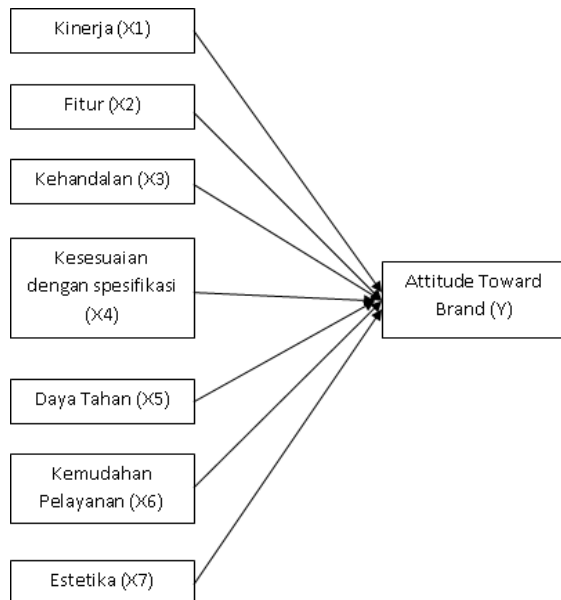 Kinerja (X1)
Fitur (X2)
Kehandalan (X3)
Kesesuaian
dengan spesifikasi
(X4)
Attitude Toward
Brand (Y)
Daya Tahan (X5)
Kemudahan
Pelayanan (X6)
Estetika (X7)